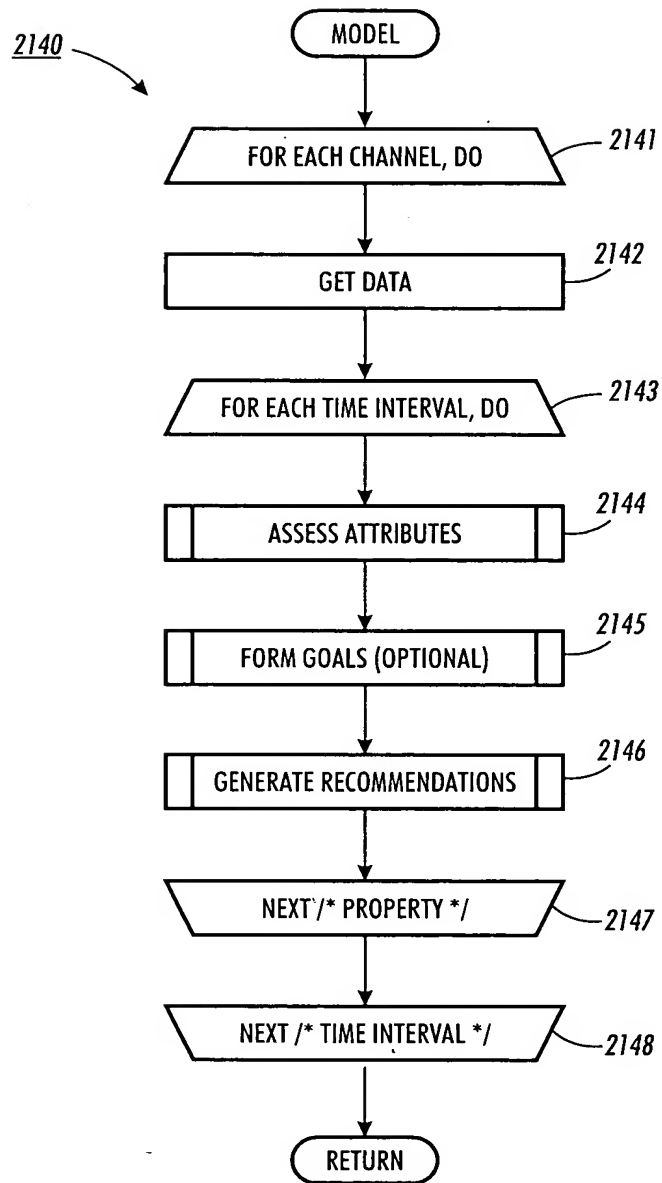 2140
MODEL
FOR EACH CHANNEL, DO
2141
GET DATA
2142
FOR EACH TIME INTERVAL, DO
2143
ASSESS ATTRIBUTES
2144
FORM GOALS (OPTIONAL)
2145
GENERATE RECOMMENDATIONS
2146
NEXT /* PROPERTY */
2147
NEXT /* TIME INTERVAL */
2148
RETURN